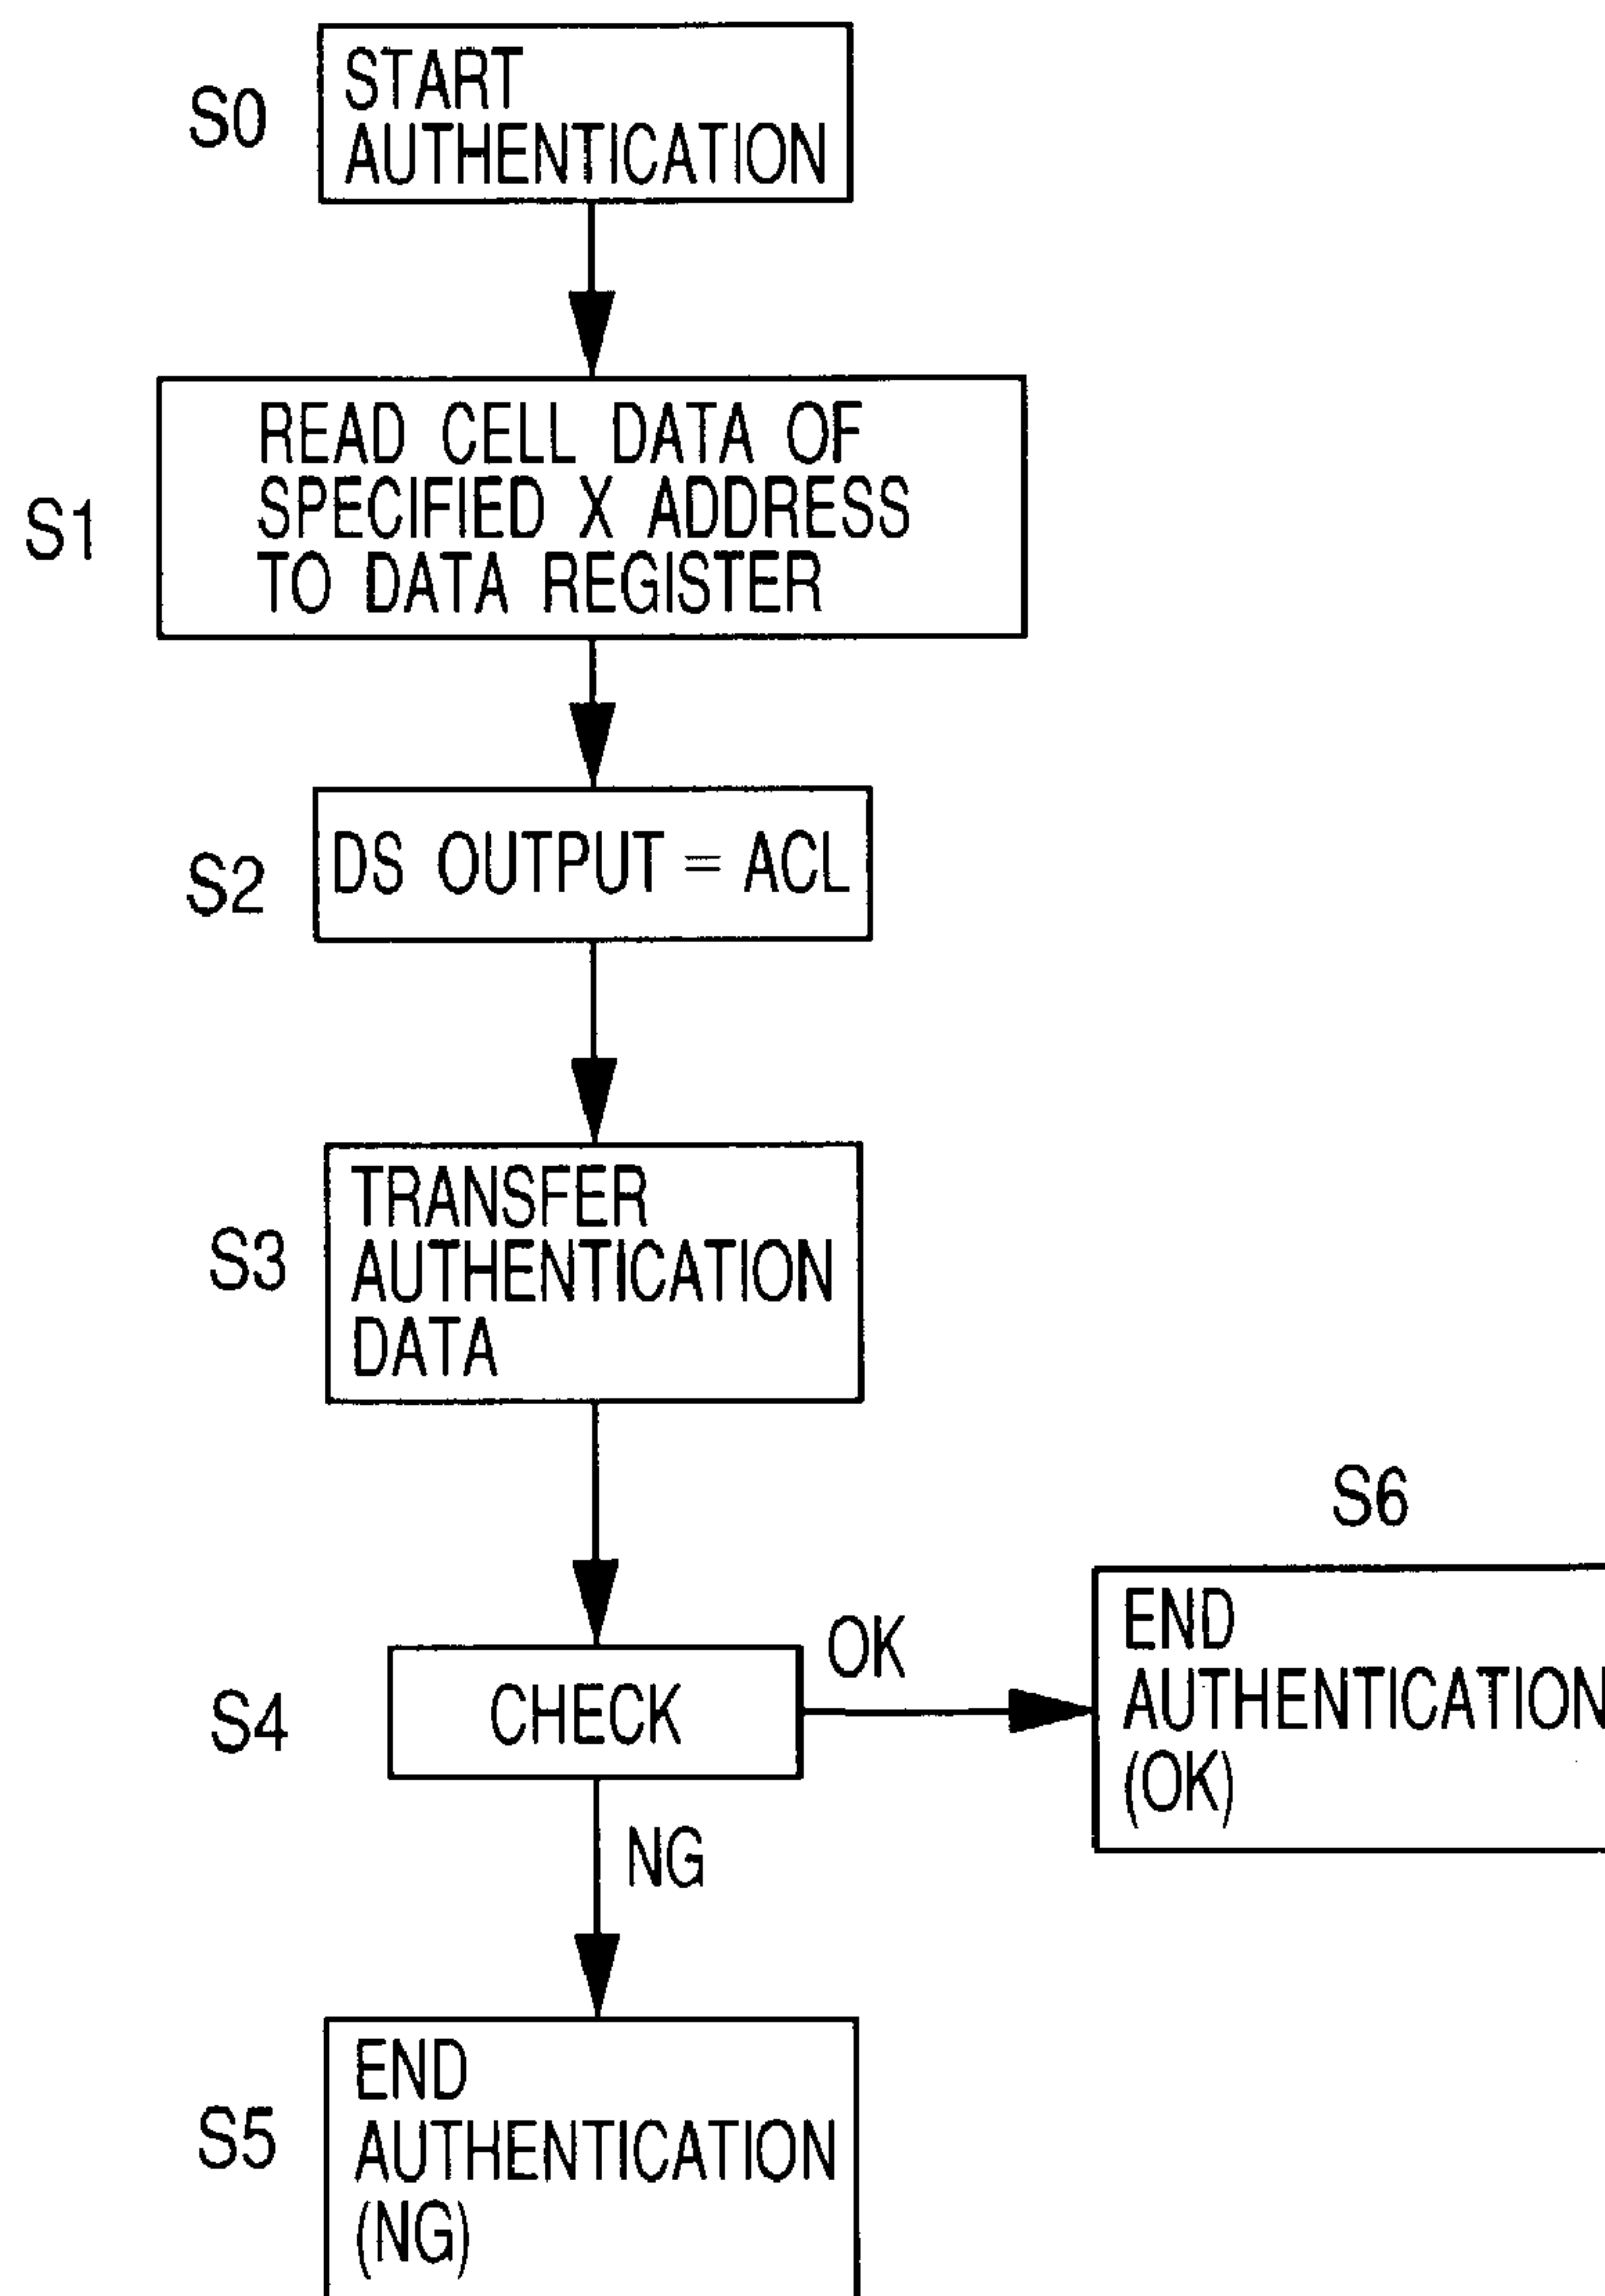 S0
START
AUTHENTICATION
S1
READ CELL DATA OF
SPECIFIED X ADDRESS
TO DATA REGISTER
S2
DS OUTPUT = ACL
S3
TRANSFER
AUTHENTICATION
DATA
S4
CHECK
OK
S6
END
AUTHENTICATION
(OK)
NG
S5
END
AUTHENTICATION
(NG)